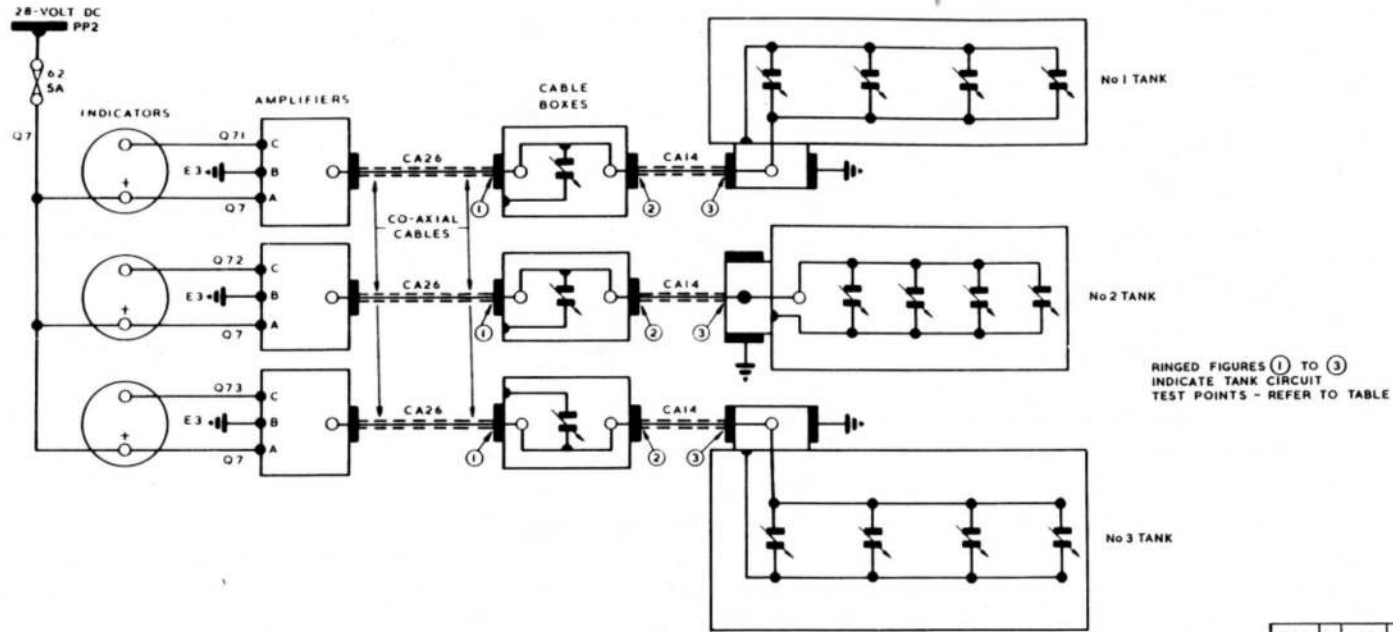 28-VOLT DC
PP2
62
5A
Q7
INDICATORS
AMPLIFIERS
CABLE
BOXES
No 1 TANK
Q71
C
E3
B
+
A
Q7
CA26
1
2
CA14
3
CO-AXIAL
CABLES
Q72
C
E3
B
+
A
Q7
CA26
1
2
CA14
3
No 2 TANK
RINGED FIGURES 1 TO 3
INDICATE TANK CIRCUIT
TEST POINTS - REFER TO TABLE
Q73
C
E3
B
+
A
Q7
CA26
1
2
CA14
3
No 3 TANK